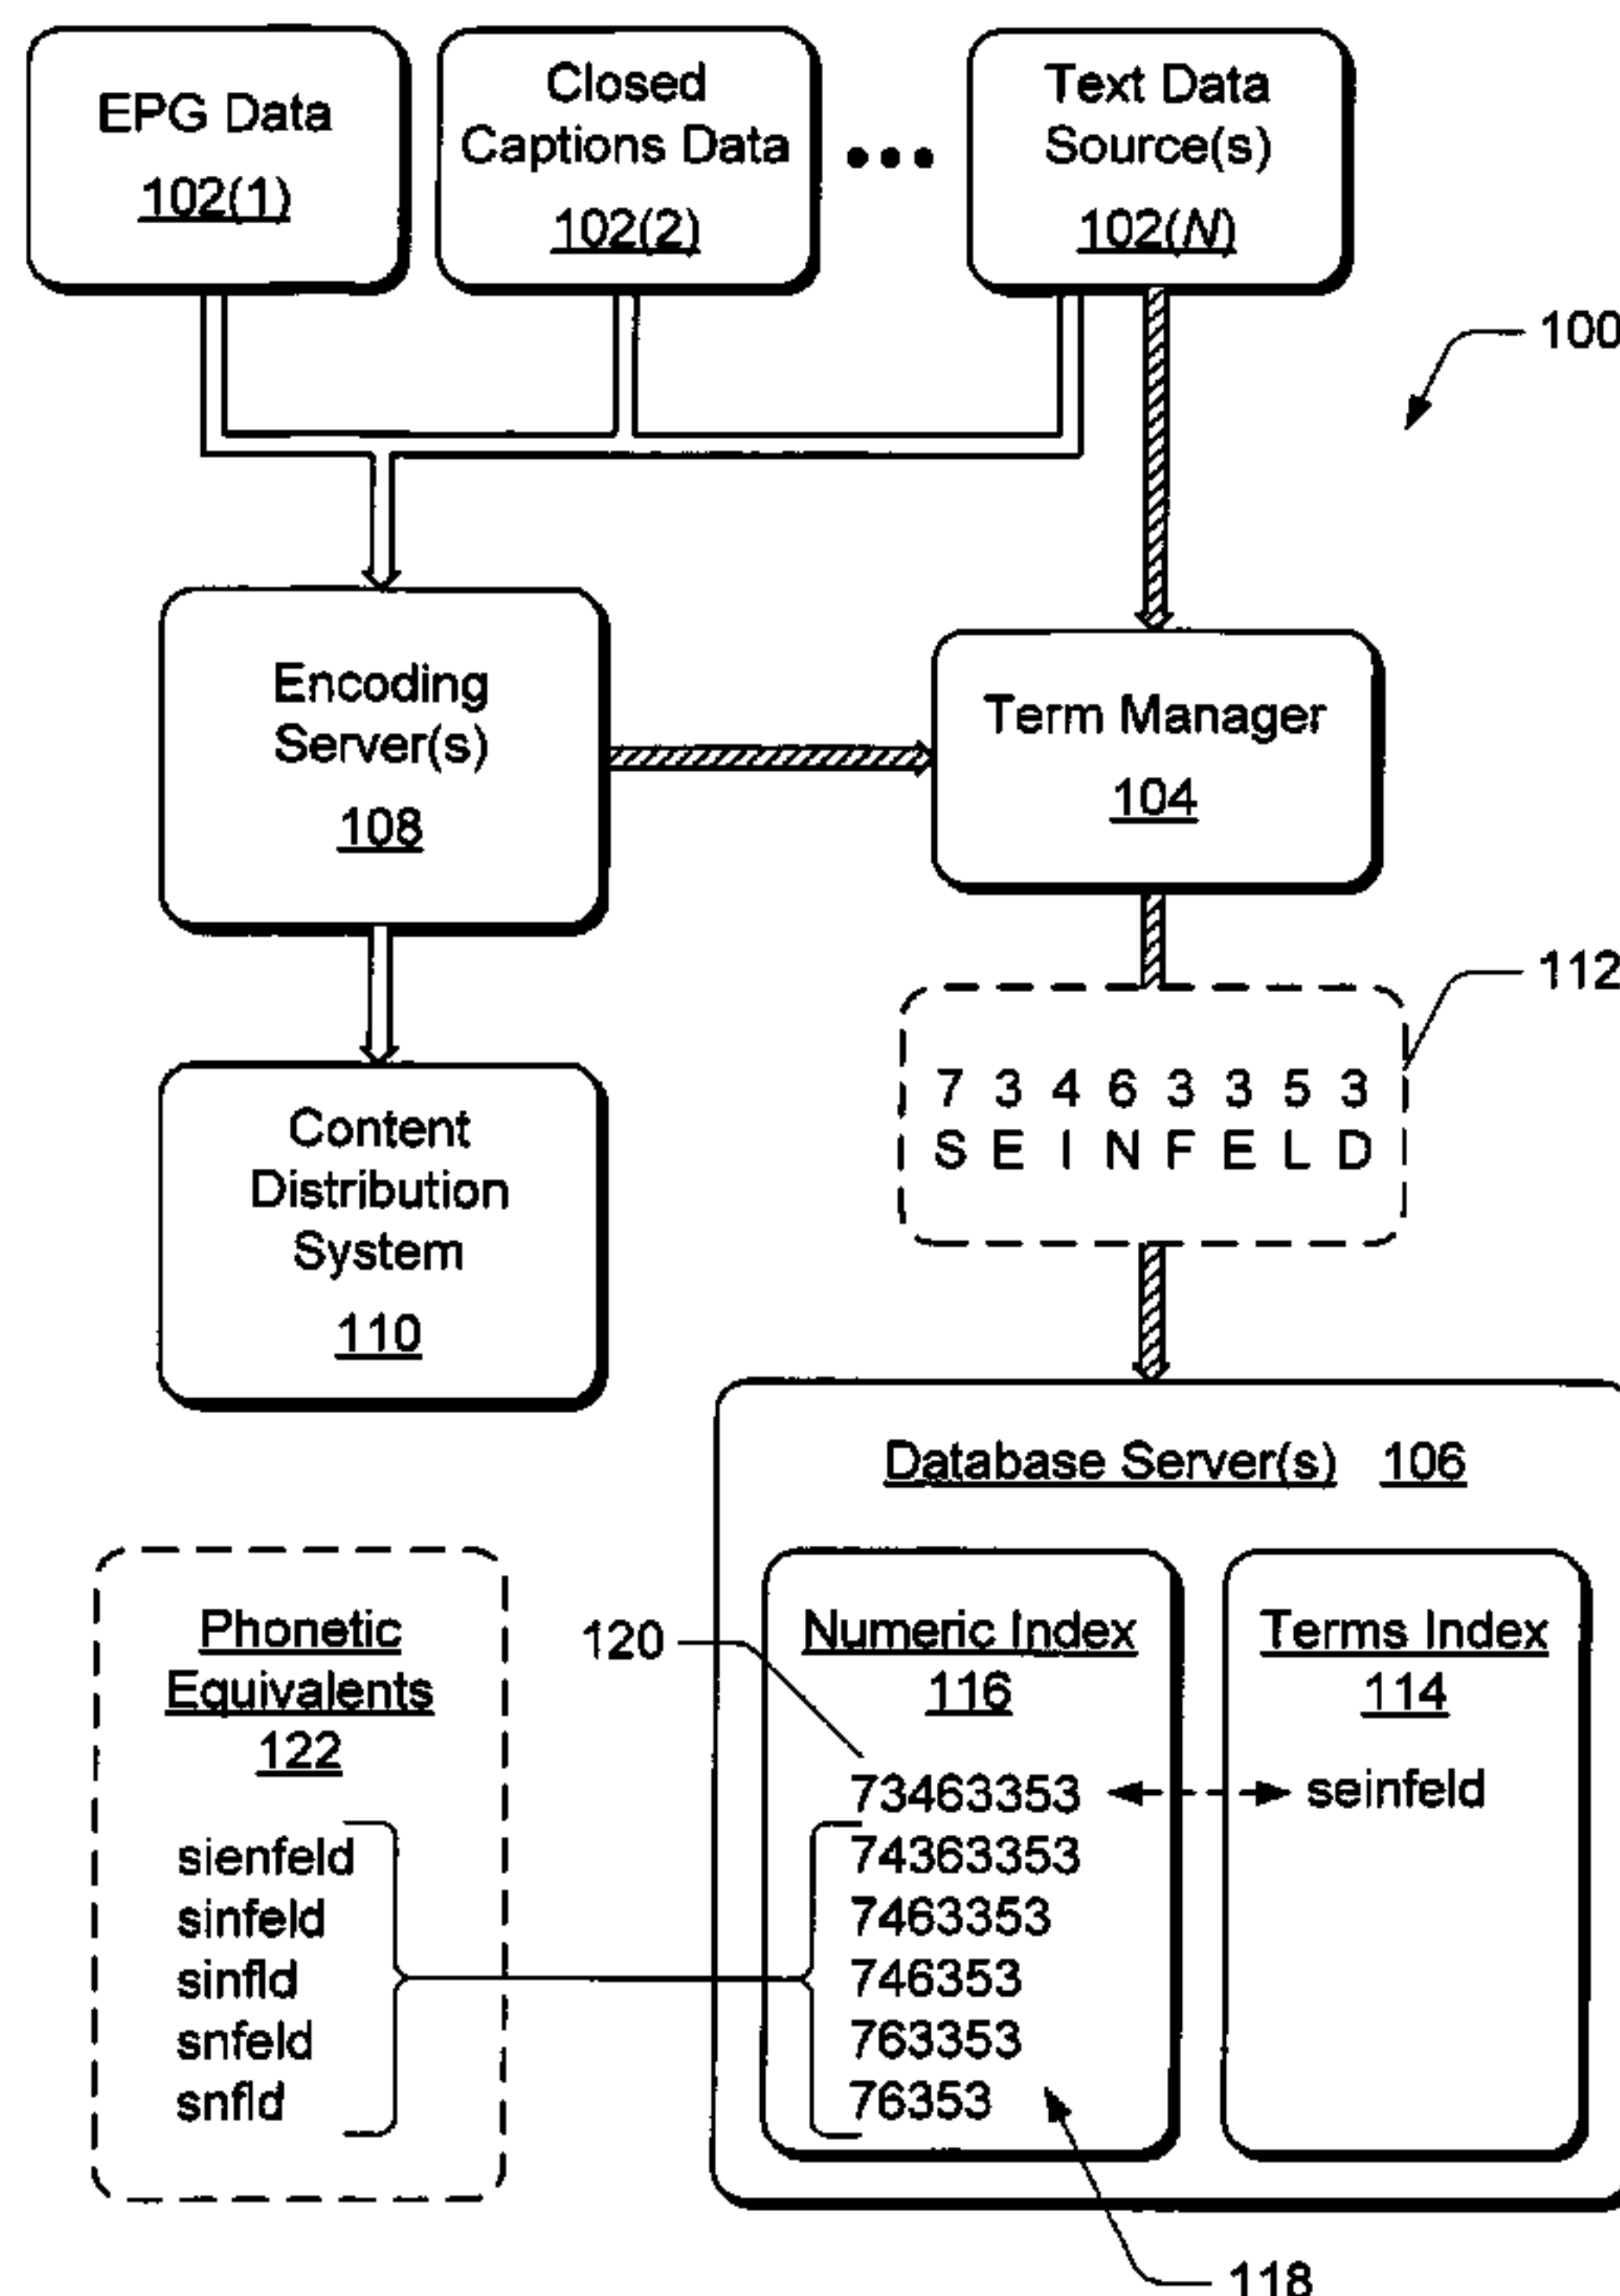 EPG Data
102(1)
Closed
Captions Data
102(2)
•••
Text Data
Source(s)
102(N)
100
Encoding
Server(s)
108
Term Manager
104
112
7 3 4 6 3 3 5 3
S E I N F E L D
Content
Distribution
System
110
Database Server(s) 106
Phonetic
Equivalents
122
sienfeld
sinfeld
sinfld
snfeld
snfld
120
Numeric Index
116
73463353
74363353
7463353
746353
763353
76353
Terms Index
114
seinfeld
118